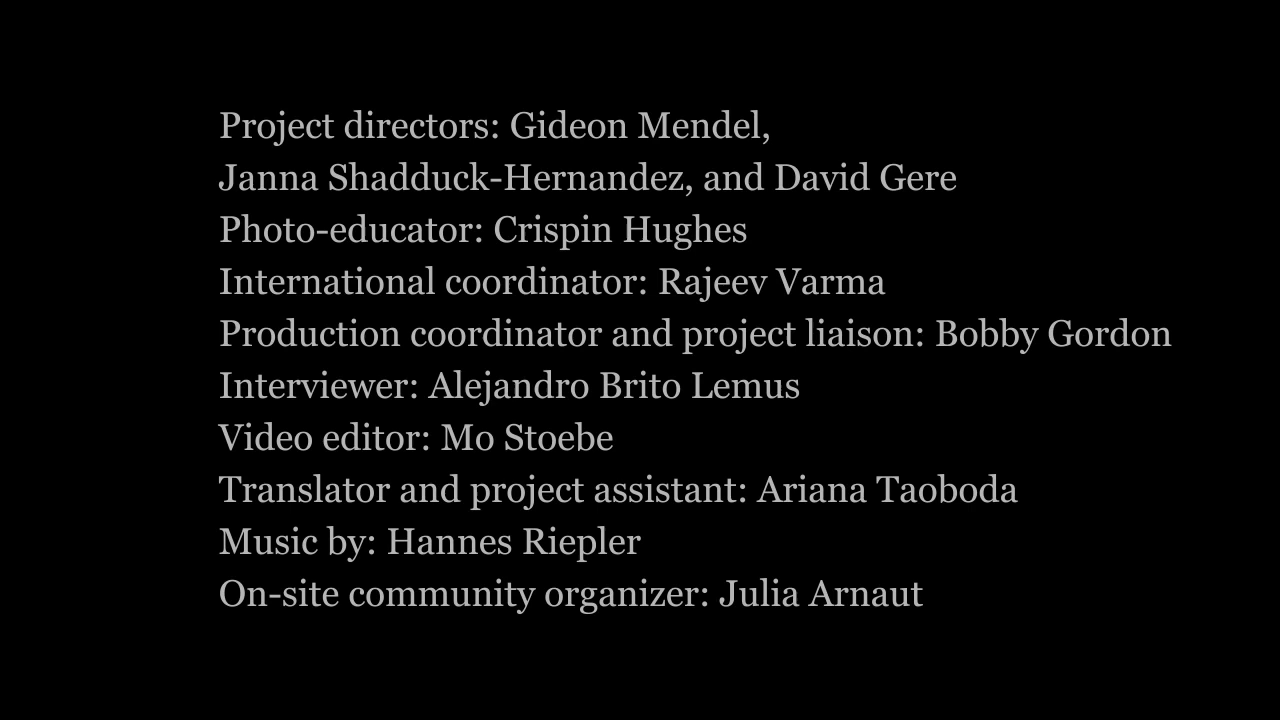 Project directors: Gideon Mendel,
Janna Shadduck-Hernandez, and David Gere
Photo-educator: Crispin Hughes
International coordinator: Rajeev Varma
Production coordinator and project liaison: Bobby Gordon
Interviewer: Alejandro Brito Lemus
Video editor: Mo Stoebe
Translator and project assistant: Ariana Taoboda
Music by: Hannes Riepler
On-site community organizer: Julia Arnaut